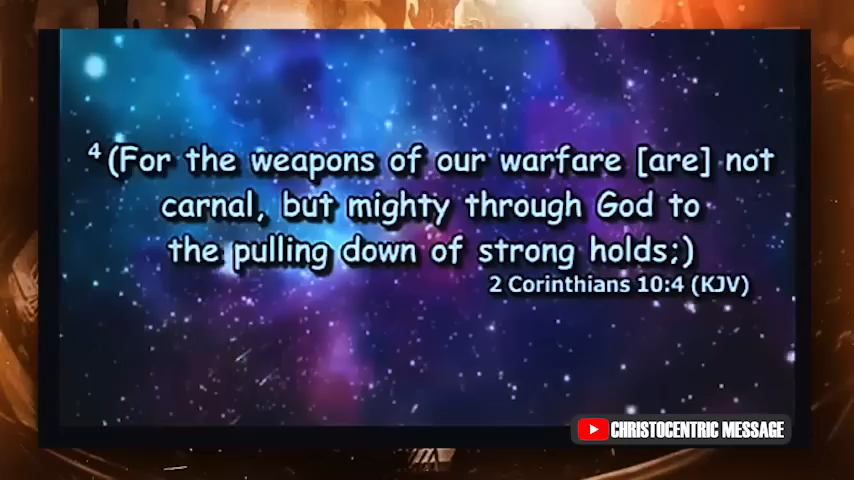 4 (For the weapons of our warfare [are] not
carnal, but mighty through God to
the pulling down of strong holds;)
2 Corinthians 10:4 (KJV)
CHRISTOCENTRIC MESSAGE